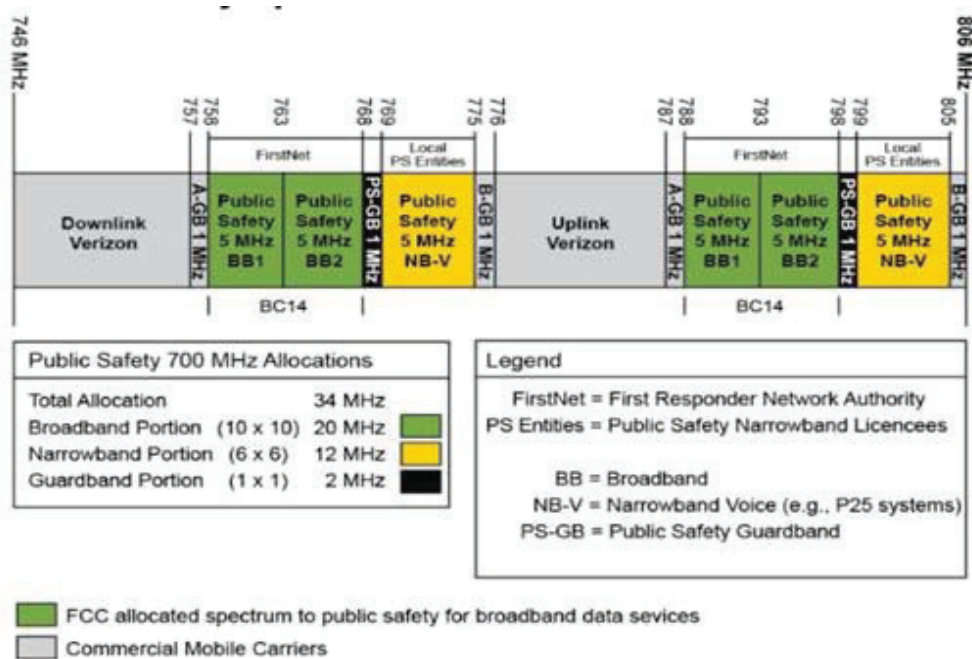 746 MHz
806 MHz
757
758
763
768
769
775
776
787
788
793
798
799
805
FirstNet
Local
PS Entities
FirstNet
Local
PS Entities
Downlink
Verizon
A-GB 1 MHz
Public
Safety
5 MHz
BB1
Public
Safety
5 MHz
BB2
PS-GB 1 MHz
Public
Safety
5 MHz
NB-V
B-GB 1 MHz
Uplink
Verizon
A-GB 1 MHz
Public
Safety
5 MHz
BB1
Public
Safety
5 MHz
BB2
PS-GB 1 MHz
Public
Safety
5 MHz
NB-V
B-GB 1 MHz
BC14
BC14
Public Safety 700 MHz Allocations
Total Allocation 34 MHz
Broadband Portion (10 x 10) 20 MHz
Narrowband Portion (6 x 6) 12 MHz
Guardband Portion (1 x 1) 2 MHz
Legend
FirstNet = First Responder Network Authority
PS Entities = Public Safety Narrowband Licencees
BB = Broadband
NB-V = Narrowband Voice (e.g., P25 systems)
PS-GB = Public Safety Guardband
FCC allocated spectrum to public safety for broadband data sevices
Commercial Mobile Carriers